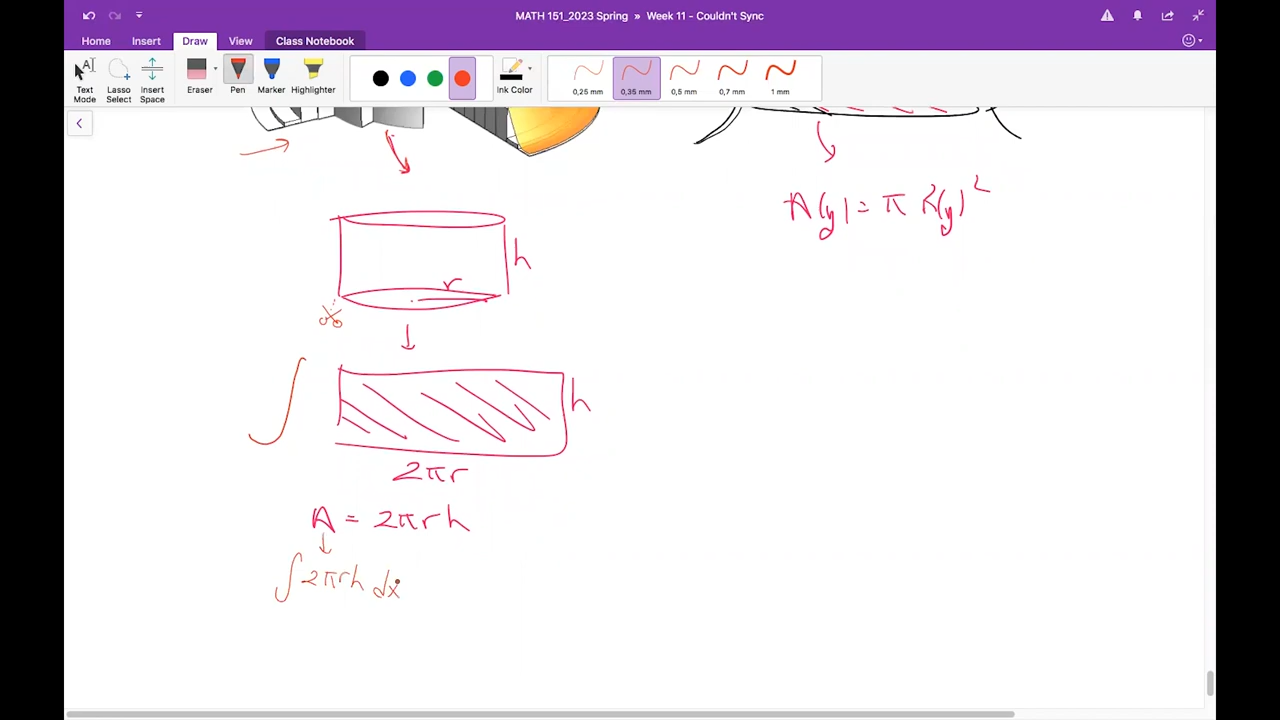 MATH 151_2023 Spring » Week 11 - Couldn't Sync
Home Insert Draw View Class Notebook
Text Mode
Lasso Select
Insert Space
Eraser
Pen
Marker
Highlighter
Ink Color
0,25 mm
0,35 mm
0,5 mm
0,7 mm
1 mm
A(y) = π R(y)²
h
r
h
2πr
A = 2πrh
∫2πrh dx